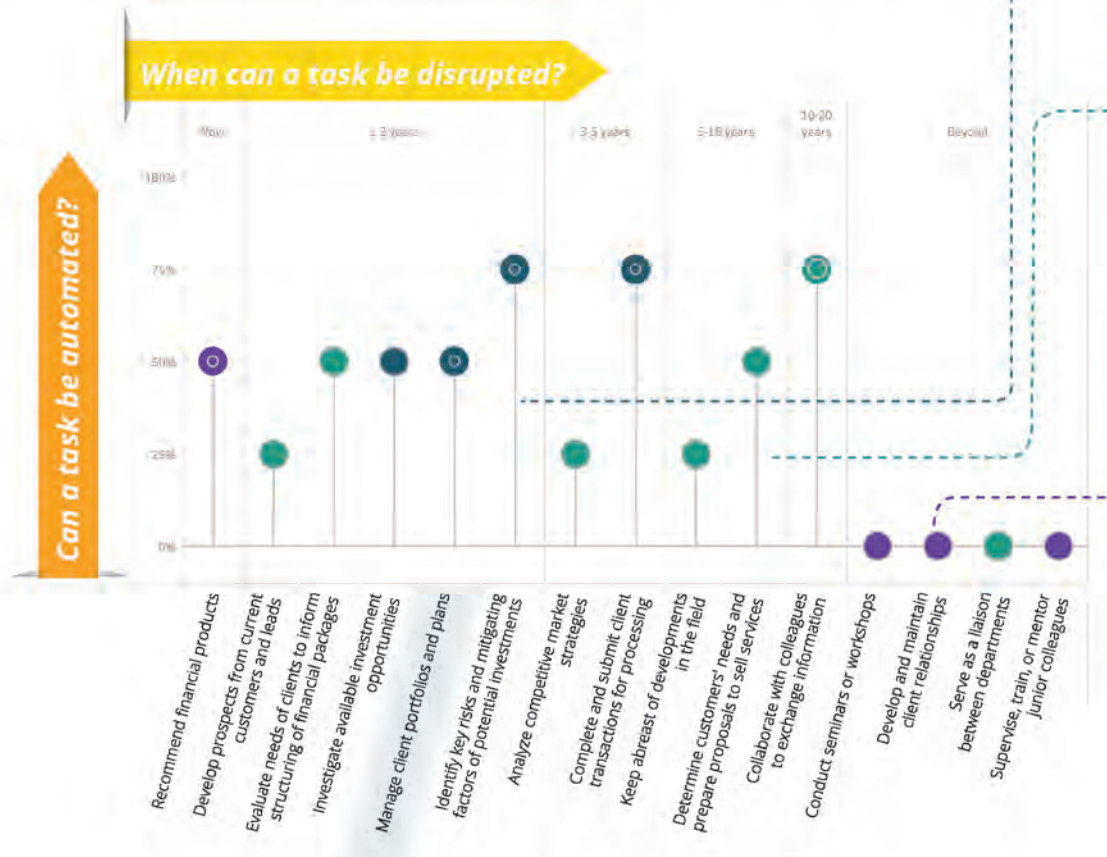 When can a task be disrupted?
Now
1-2 years
3-5 years
5-10 years
10-20
years
Beyond
Can a task be automated?
100%
75%
50%
25%
0%
Recommend financial products
Develop prospects from current
customers and leads
Evaluate needs of clients to inform
structuring of financial packages
Investigate available investment
opportunities
Manage client portfolios and plans
Identify key risks and mitigating
factors of potential investments
Analyze competitive market
strategies
Complete and submit client
transactions for processing
Keep abreast of developments
in the field
Determine customers' needs and
prepare proposals to sell services
Collaborate with colleagues
to exchange information
Conduct seminars or workshops
Develop and maintain
client relationships
Serve as a liaison
between departments
Supervise, train, or mentor
junior colleagues